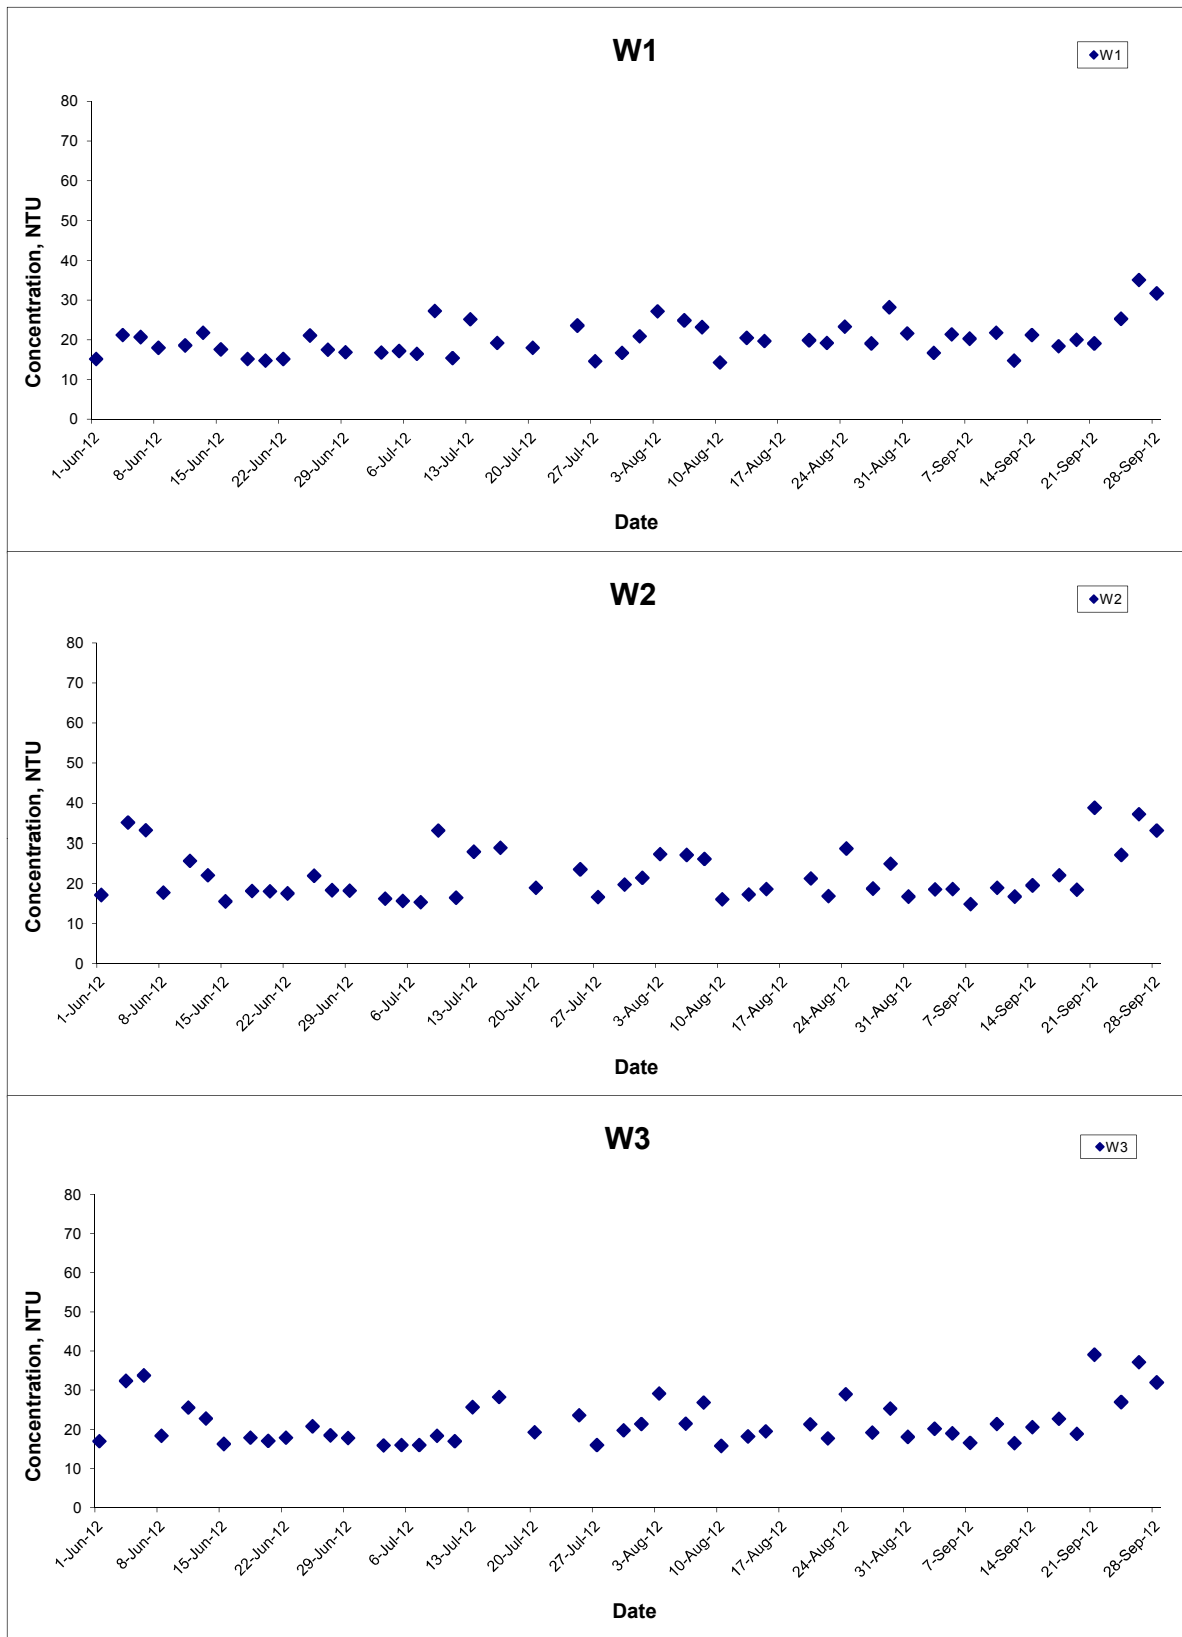 W1
W1
80
70
60
50
40
30
20
10
0
Concentration, NTU
1-Jun-12
8-Jun-12
15-Jun-12
22-Jun-12
29-Jun-12
6-Jul-12
13-Jul-12
20-Jul-12
27-Jul-12
3-Aug-12
10-Aug-12
17-Aug-12
24-Aug-12
31-Aug-12
7-Sep-12
14-Sep-12
21-Sep-12
28-Sep-12
Date
W2
W2
80
70
60
50
40
30
20
10
0
Concentration, NTU
1-Jun-12
8-Jun-12
15-Jun-12
22-Jun-12
29-Jun-12
6-Jul-12
13-Jul-12
20-Jul-12
27-Jul-12
3-Aug-12
10-Aug-12
17-Aug-12
24-Aug-12
31-Aug-12
7-Sep-12
14-Sep-12
21-Sep-12
28-Sep-12
Date
W3
W3
80
70
60
50
40
30
20
10
0
Concentration, NTU
1-Jun-12
8-Jun-12
15-Jun-12
22-Jun-12
29-Jun-12
6-Jul-12
13-Jul-12
20-Jul-12
27-Jul-12
3-Aug-12
10-Aug-12
17-Aug-12
24-Aug-12
31-Aug-12
7-Sep-12
14-Sep-12
21-Sep-12
28-Sep-12
Date